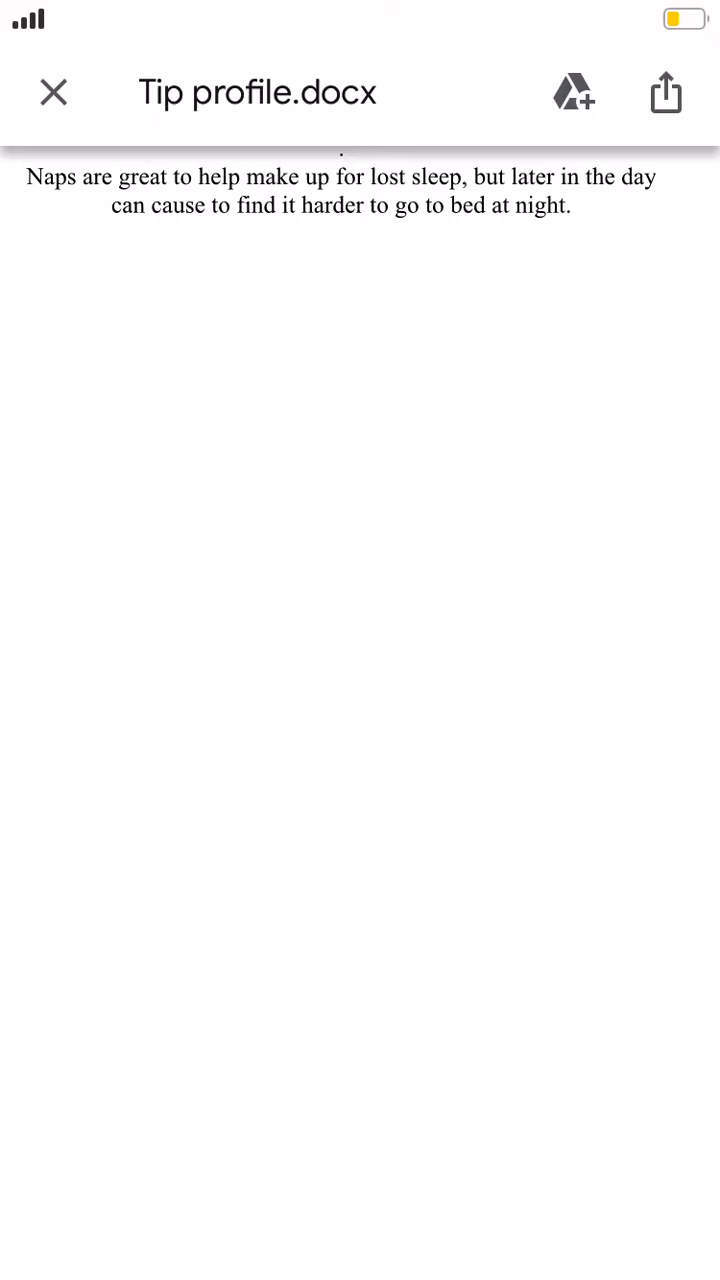 Tip profile.docx
.
Naps are great to help make up for lost sleep, but later in the day
can cause to find it harder to go to bed at night.